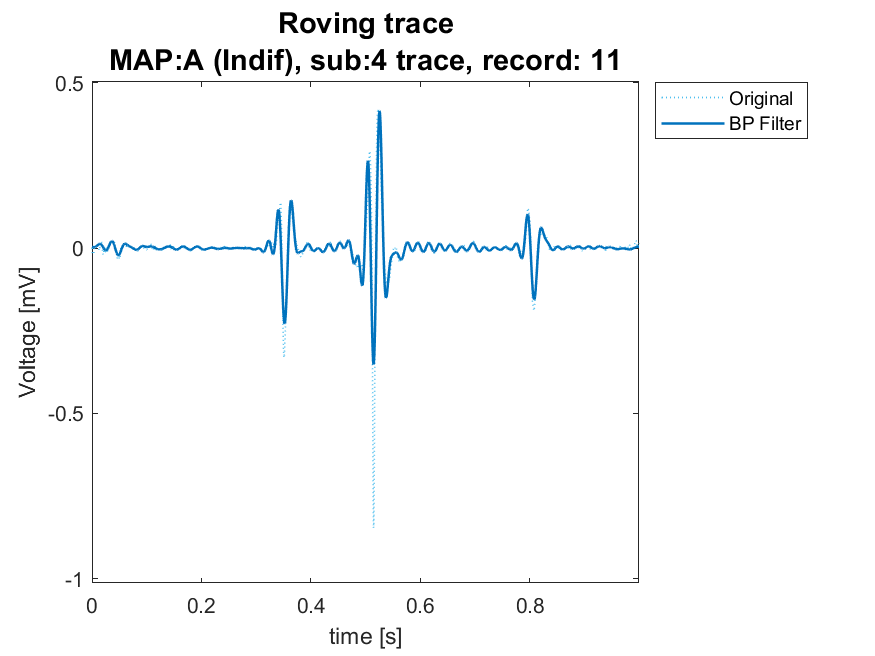 Roving trace
MAP:A (Indif), sub:4 trace, record: 11
Original
BP Filter
0.5
0
-0.5
-1
Voltage [mV]
0 0.2 0.4 0.6 0.8
time [s]